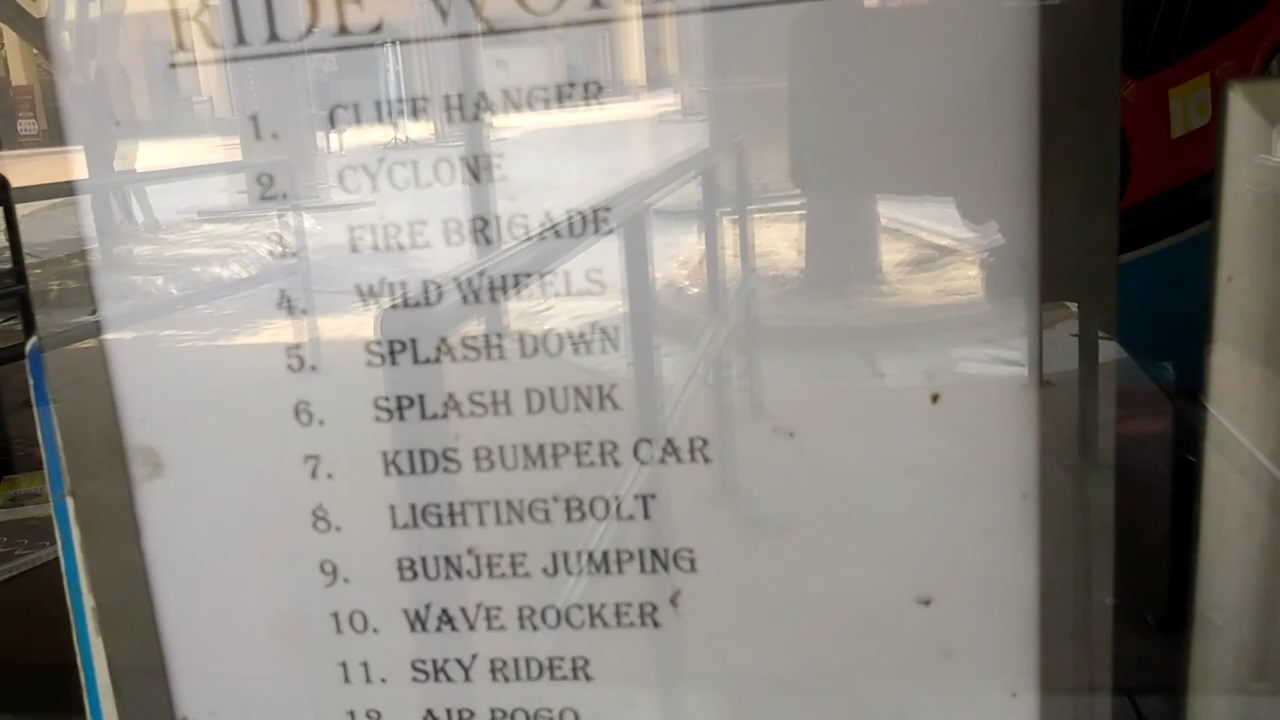 RIDE
1. CLIFF HANGER
2. CYCLONE
3. FIRE BRIGADE
4. WILD WHEELS
5. SPLASH DOWN
6. SPLASH DUNK
7. KIDS BUMPER CAR
8. LIGHTING BOLT
9. BUNJEE JUMPING
10. WAVE ROCKER
11. SKY RIDER
12. AIR POGO
10